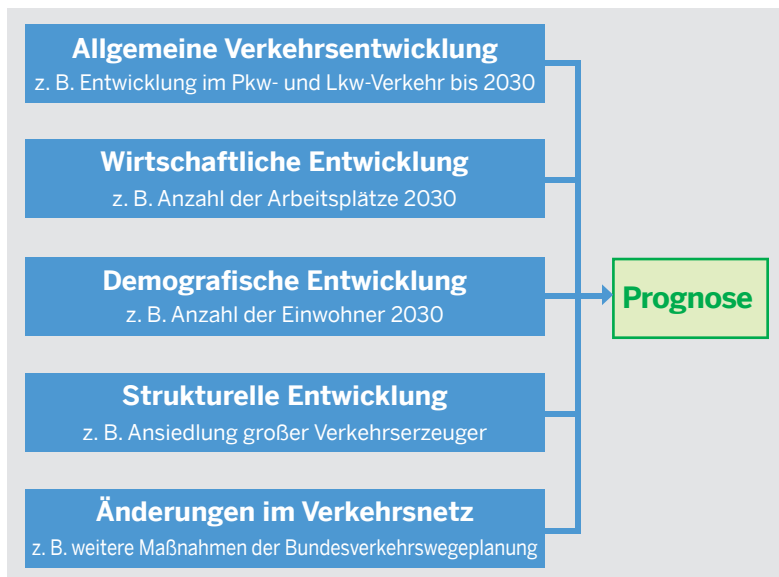 Allgemeine Verkehrsentwicklung
z. B. Entwicklung im Pkw- und Lkw-Verkehr bis 2030
Wirtschaftliche Entwicklung
z. B. Anzahl der Arbeitsplätze 2030
Demografische Entwicklung
z. B. Anzahl der Einwohner 2030
Prognose
Strukturelle Entwicklung
z. B. Ansiedlung großer Verkehrserzeuger
Änderungen im Verkehrsnetz
z. B. weitere Maßnahmen der Bundesverkehrswegeplanung